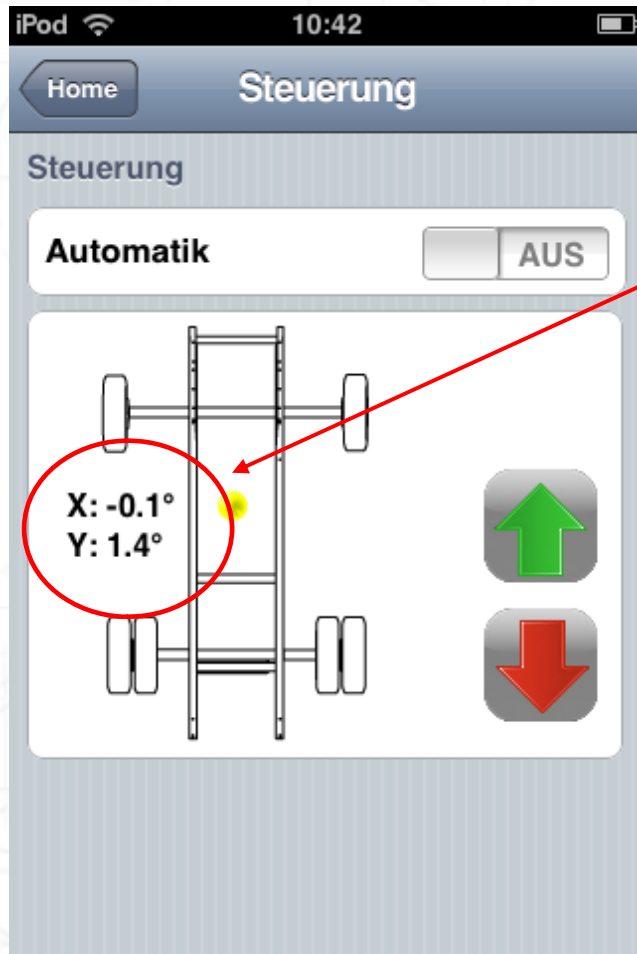 iPod 10:42
Home Steuerung
Steuerung
Automatik AUS
X: -0.1°
Y: 1.4°